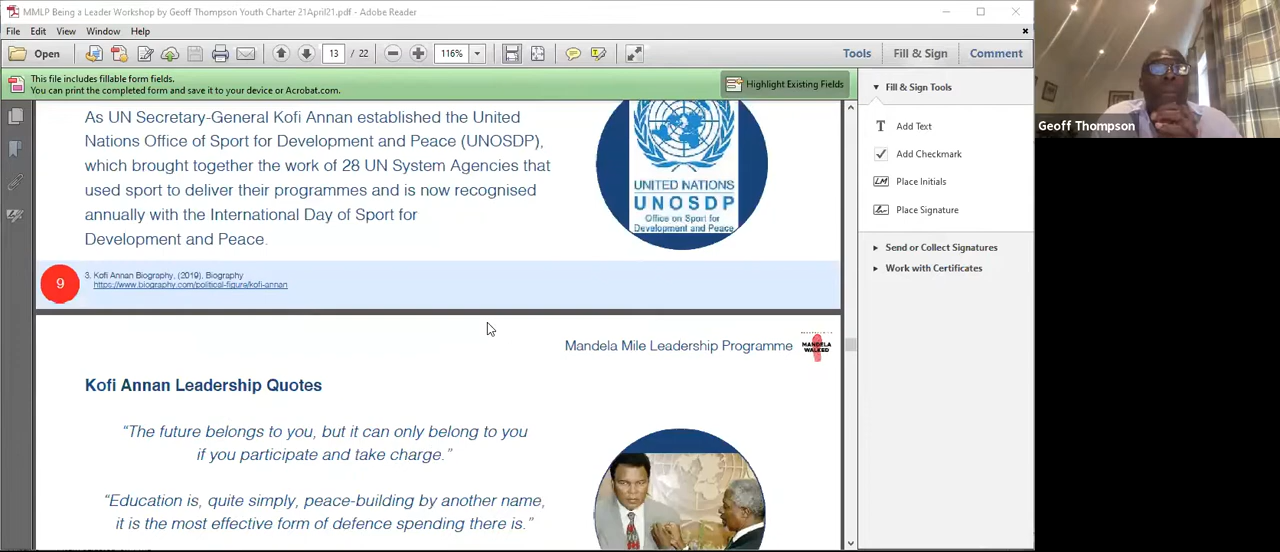 MMLP Being a Leader Workshop by Geoff Thompson Youth Charter 21April21.pdf - Adobe Reader
File Edit View Window Help
Open 13 / 22 116% Tools Fill & Sign Comment
This file includes fillable form fields.
You can print the completed form and save it to your device or Acrobat.com.
Highlight Existing Fields
As UN Secretary-General Kofi Annan established the United
Nations Office of Sport for Development and Peace (UNOSDP),
which brought together the work of 28 UN System Agencies that
used sport to deliver their programmes and is now recognised
annually with the International Day of Sport for
Development and Peace.
UNITED NATIONS
UNOSDP
Office on Sport for
Development and Peace
9
3. Kofi Annan Biography, (2019), Biography
https://www.biography.com/political-figure/kofi-annan
Mandela Mile Leadership Programme
MANDELA
WALKED
Kofi Annan Leadership Quotes
“The future belongs to you, but it can only belong to you
if you participate and take charge.”
“Education is, quite simply, peace-building by another name,
it is the most effective form of defence spending there is.”
Fill & Sign Tools
Add Text
Add Checkmark
Place Initials
Place Signature
Send or Collect Signatures
Work with Certificates
Geoff Thompson